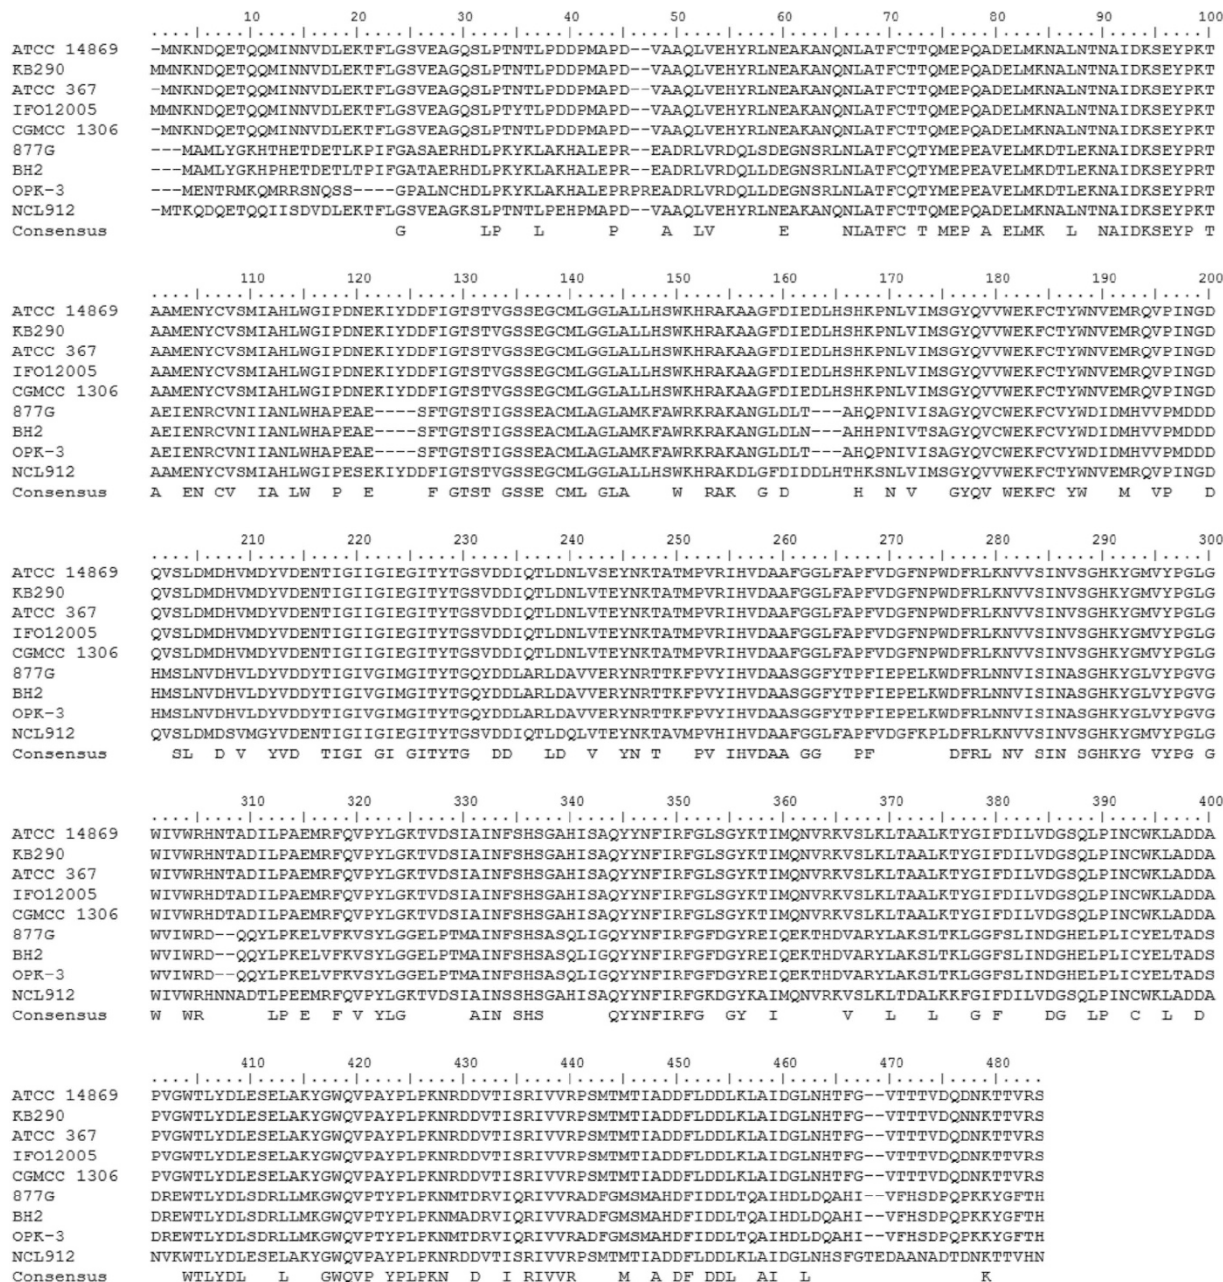 10 20 30 40 50 60 70 80 90 100
....|....|....|....|....|....|....|....|....|....|....|....|....|....|....|....|....|....|....|....|
ATCC 14869 -MNKNDQETQQMINNVDLEKTFLGSVEAGQSLPTNTLPDDPMAPD--VAAQLVEHYRLNEAKANQNLATFCTTQMEPQADELMKNALNTNAIDKSEYPKT
KB290 MMNKNDQETQQMINNVDLEKTFLGSVEAGQSLPTNTLPDDPMAPD--VAAQLVEHYRLNEAKANQNLATFCTTQMEPQADELMKNALNTNAIDKSEYPKT
ATCC 367 -MNKNDQETQQMINNVDLEKTFLGSVEAGQSLPTNTLPDDPMAPD--VAAQLVEHYRLNEAKANQNLATFCTTQMEPQADELMKNALNTNAIDKSEYPKT
IFO12005 MMNKNDQETQQMINNVDLEKTFLGSVEAGQSLPTYTLPDDPMAPD--VAAQLVEHYRLNEAKANQNLATFCTTQMEPQADELMKNALNTNAIDKSEYPKT
CGMCC 1306 -MNKNDQETQQMINNVDLEKTFLGSVEAGQSLPTNTLPDDPMAPD--VAAQLVEHYRLNEAKANQNLATFCTTQMEPQADELMKNALNTNAIDKSEYPKT
877G ---MAMLYGKHTHETDETLKPIFGASAERHDLPKYKLAKHALEPR--EADRLVRDQLSDEGNSRLNLATFCQTYMEPEAVELMKDTLEKNAIDKSEYPRT
BH2 ---MAMLYGKHPHETDETLTPIFGATAERHDLPKYKLAKHALEPR--EADRLVRDQLLDEGNSRLNLATFCQTYMEPEAVELMKDTLEKNAIDKSEYPRT
OPK-3 ---MENTRMKQMRRSNQSS----GPALNCHDLPKYKLAKHALEPRPREADRLVRDQLLDEGNSRLNLATFCQTYMEPEAVELMKDTLEKNAIDKSEYPRT
NCL912 -MTKQDQETQQIISDVDLEKTFLGSVEAGKSLPTNTLPEHPMAPD--VAAQLVEHYRLNEAKANQNLATFCTTQMEPQADELMKNALNTNAIDKSEYPKT
Consensus G LP L P A LV E NLATFC T MEP A ELMK L NAIDKSEYP T
110 120 130 140 150 160 170 180 190 200
....|....|....|....|....|....|....|....|....|....|....|....|....|....|....|....|....|....|....|....|
ATCC 14869 AAMENYCVSMIAHLWGIPDNEKIYDDFIGTSTVGSSEGCMLGGLALLHSWKHRAKAAGFDIEDLHSHKPNLVIMSGYQVVWEKFCTYWNVEMRQVPINGD
KB290 AAMENYCVSMIAHLWGIPDNEKIYDDFIGTSTVGSSEGCMLGGLALLHSWKHRAKAAGFDIEDLHSHKPNLVIMSGYQVVWEKFCTYWNVEMRQVPINGD
ATCC 367 AAMENYCVSMIAHLWGIPDNEKIYDDFIGTSTVGSSEGCMLGGLALLHSWKHRAKAAGFDIEDLHSHKPNLVIMSGYQVVWEKFCTYWNVEMRQVPINGD
IFO12005 AAMENYCVSMIAHLWGIPDNEKIYDDFIGTSTVGSSEGCMLGGLALLHSWKHRAKAAGFDIEDLHSHKPNLVIMSGYQVVWEKFCTYWNVEMRQVPINGD
CGMCC 1306 AAMENYCVSMIAHLWGIPDNEKIYDDFIGTSTVGSSEGCMLGGLALLHSWKHRAKAAGFDIEDLHSHKPNLVIMSGYQVVWEKFCTYWNVEMRQVPINGD
877G AEIENRCVNIIANLWHAPEAE----SFTGTSTIGSSEACMLAGLAMKFAWRKRAKANGLDLT---AHQPNIVISAGYQVCWEKFCVYWDIDMHVVPMDDD
BH2 AEIENRCVNIIANLWHAPEAE----SFTGTSTIGSSEACMLAGLAMKFAWRKRAKANGLDLN---AHHPNIVTSAGYQVCWEKFCVYWDIDMHVVPMDDD
OPK-3 AEIENRCVNIIANLWHAPEAE----SFTGTSTIGSSEACMLAGLAMKFAWRKRAKANGLDLT---AHQPNIVISAGYQVCWEKFCVYWDIDMHVVPMDDD
NCL912 AAMENYCVSMIAHLWGIPESEKIYDDFIGTSTVGSSEGCMLGGLALLHSWKHRAKDLGFDIDDLHTHKSNLVIMSGYQVVWEKFCTYWNVEMRQVPINGD
Consensus A EN CV IA LW P E F GTST GSSE CML GLA W RAK G D H N V GYQV WEKFC YW M VP D
210 220 230 240 250 260 270 280 290 300
....|....|....|....|....|....|....|....|....|....|....|....|....|....|....|....|....|....|....|....|
ATCC 14869 QVSLDMDHVMDYVDENTIGIIGIEGITYTGSVDDIQTLDNLVSEYNKTATMPVRIHVDAAFGGLFAPFVDGFNPWDFRLKNVVSINVSGHKYGMVYPGLG
KB290 QVSLDMDHVMDYVDENTIGIIGIEGITYTGSVDDIQTLDNLVTEYNKTATMPVRIHVDAAFGGLFAPFVDGFNPWDFRLKNVVSINVSGHKYGMVYPGLG
ATCC 367 QVSLDMDHVMDYVDENTIGIIGIEGITYTGSVDDIQTLDNLVTEYNKTATMPVRIHVDAAFGGLFAPFVDGFNPWDFRLKNVVSINVSGHKYGMVYPGLG
IFO12005 QVSLDMDHVMDYVDENTIGIIGIEGITYTGSVDDIQTLDNLVTEYNKTATMPVRIHVDAAFGGLFAPFVDGFNPWDFRLKNVVSINVSGHKYGMVYPGLG
CGMCC 1306 QVSLDMDHVMDYVDENTIGIIGIEGITYTGSVDDIQTLDNLVTEYNKTATMPVRIHVDAAFGGLFAPFVDGFNPWDFRLKNVVSINVSGHKYGMVYPGLG
877G HMSLNVDHVLDYVDDYTIGIVGIMGITYTGQYDDLARLDAVVERYNRTTKFPVYIHVDAASGGFYTPFIEPELKWDFRLNNVISINASGHKYGLVYPGVG
BH2 HMSLNVDHVLDYVDDYTIGIVGIMGITYTGQYDDLARLDAVVERYNRTTKFPVYIHVDAASGGFYTPFIEPELKWDFRLNNVISINASGHKYGLVYPGVG
OPK-3 HMSLNVDHVLDYVDDYTIGIVGIMGITYTGQYDDLARLDAVVERYNRTTKFPVYIHVDAASGGFYTPFIEPELKWDFRLNNVISINASGHKYGLVYPGVG
NCL912 QVSLDMDSVMGYVDENTIGIIGIEGITYTGSVDDIQTLDQLVTEYNKTAVMPVHIHVDAAFGGLFAPFVDGFKPLDFRLKNVVSINVSGHKYGMVYPGLG
Consensus SL D V YVD TIGI GI GITYTG DD LD V YN T PV IHVDAA GG PF DFRL NV SIN SGHKYG VYPG G
310 320 330 340 350 360 370 380 390 400
....|....|....|....|....|....|....|....|....|....|....|....|....|....|....|....|....|....|....|....|
ATCC 14869 WIVWRHNTADILPAEMRFQVPYLGKTVDSIAINFSHSGAHISAQYYNFIRFGLSGYKTIMQNVRKVSLKLTAALKTYGIFDILVDGSQLPINCWKLADDA
KB290 WIVWRHNTADILPAEMRFQVPYLGKTVDSIAINFSHSGAHISAQYYNFIRFGLSGYKTIMQNVRKVSLKLTAALKTYGIFDILVDGSQLPINCWKLADDA
ATCC 367 WIVWRHNTADILPAEMRFQVPYLGKTVDSIAINFSHSGAHISAQYYNFIRFGLSGYKTIMQNVRKVSLKLTAALKTYGIFDILVDGSQLPINCWKLADDA
IFO12005 WIVWRHDTADILPAEMRFQVPYLGKTVDSIAINFSHSGAHISAQYYNFIRFGLSGYKTIMQNVRKVSLKLTAALKTYGIFDILVDGSQLPINCWKLADDA
CGMCC 1306 WIVWRHDTADILPAEMRFQVPYLGKTVDSIAINFSHSGAHISAQYYNFIRFGLSGYKTIMQNVRKVSLKLTAALKTYGIFDILVDGSQLPINCWKLADDA
877G WVIWRD--QQYLPKELVFKVSYLGGELPTMAINFSHSASQLIGQYYNFIRFGFDGYREIQEKTHDVARYLAKSLTKLGGFSLINDGHELPLICYELTADS
BH2 WVIWRD--QQYLPKELVFKVSYLGGELPTMAINFSHSASQLIGQYYNFIRFGFDGYREIQEKTHDVARYLAKSLTKLGGFSLINDGHELPLICYELTADS
OPK-3 WVIWRD--QQYLPKELVFKVSYLGGELPTMAINFSHSASQLIGQYYNFIRFGFDGYREIQEKTHDVARYLAKSLTKLGGFSLINDGHELPLICYELTADS
NCL912 WIVWRHNNADTLPEEMRFQVPYLGKTVDSIAINSSHSGAHISAQYYNFIRFGKDGYKAIMQNVRKVSLKLTDALKKFGIFDILVDGSQLPINCWKLADDA
Consensus W WR LP E F V YLG AIN SHS QYYNFIRFG GY I V L L G F DG LP C L D
410 420 430 440 450 460 470 480
....|....|....|....|....|....|....|....|....|....|....|....|....|....|....|....|....
ATCC 14869 PVGWTLYDLESELAKYGWQVPAYPLPKNRDDVTISRIVVRPSMTMTIADDFLDDLKLAIDGLNHTFG--VTTTVDQDNKTTVRS
KB290 PVGWTLYDLESELAKYGWQVPAYPLPKNRDDVTISRIVVRPSMTMTIADDFLDDLKLAIDGLNHTFG--VTTTVDQNNKTTVRS
ATCC 367 PVGWTLYDLESELAKYGWQVPAYPLPKNRDDVTISRIVVRPSMTMTIADDFLDDLKLAIDGLNHTFG--VTTTVDQDNKTTVRS
IFO12005 PVGWTLYDLESELAKYGWQVPAYPLPKNRDDVTISRIVVRPSMTMTIADDFLDDLKLAIDGLNHTFG--VTTTVDQDNKTTVRS
CGMCC 1306 PVGWTLYDLESELAKYGWQVPAYPLPKNRDDVTISRIVVRPSMTMTIADDFLDDLKLAIDGLNHTFG--VTTTVDQDNKTTVRS
877G DREWTLYDLSDRLLMKGWQVPTYPLPKNMTDRVIQRIVVRADFGMSMAHDFIDDLTQAIHDLDQAHI--VFHSDPQPKKYGFTH
BH2 DREWTLYDLSDRLLMKGWQVPTYPLPKNMADRVIQRIVVRADFGMSMAHDFIDDLTQAIHDLDQAHI--VFHSDPQPKKYGFTH
OPK-3 DREWTLYDLSDRLLMKGWQVPTYPLPKNMTDRVIQRIVVRADFGMSMAHDFIDDLTQAIHDLDQAHI--VFHSDPQPKKYGFTH
NCL912 NVKWTLYDLESELAKYGWQVPAYPLPKNRDDVTISRIVVRPSMTMTIADDFLDDLKLAIDGLNHSFGTEDAANADTDNKTTVHN
Consensus WTLYDL L GWQVP YPLPKN D I RIVVR M A DF DDL AI L K